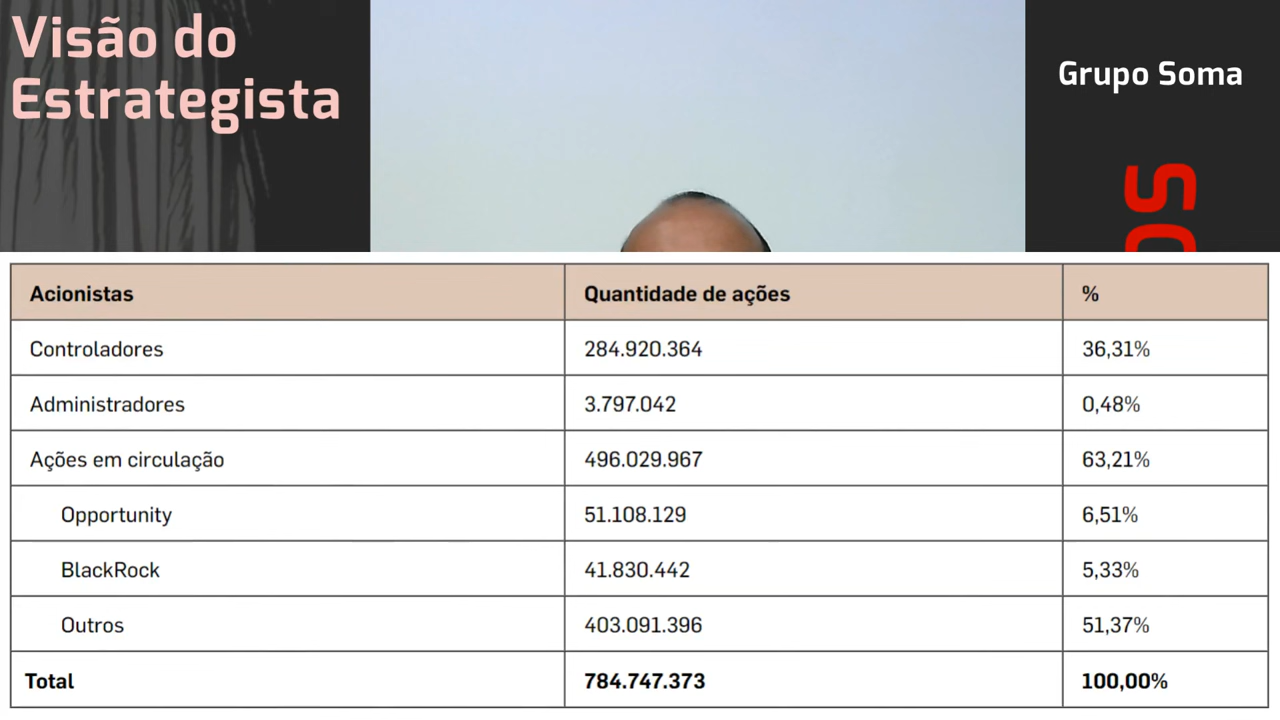 Visão do
Estrategista
Grupo Soma
Acionistas Quantidade de ações %
Controladores 284.920.364 36,31%
Administradores 3.797.042 0,48%
Ações em circulação 496.029.967 63,21%
Opportunity 51.108.129 6,51%
BlackRock 41.830.442 5,33%
Outros 403.091.396 51,37%
Total 784.747.373 100,00%